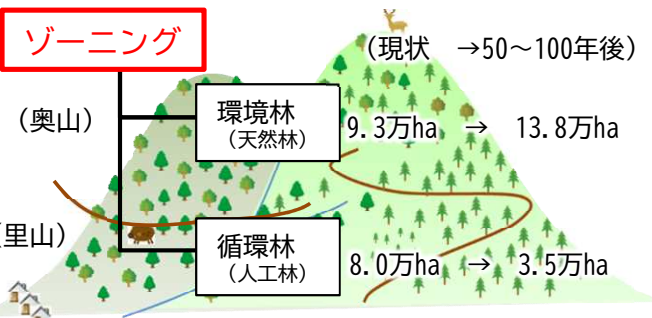 ゾーニング
(現状 →50～100年後)
(奥山)
環境林
(天然林)
9.3万ha → 13.8万ha
(里山)
循環林
(人工林)
8.0万ha → 3.5万ha